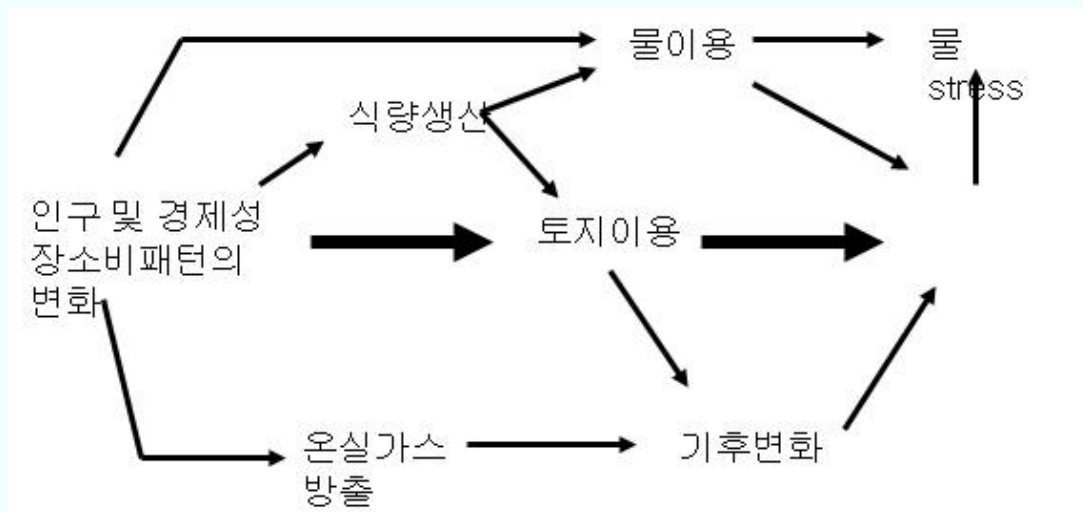 물이용
물
stress
식량생산
인구 및 경제성
장소비패턴의
변화
토지이용
온실가스
방출
기후변화